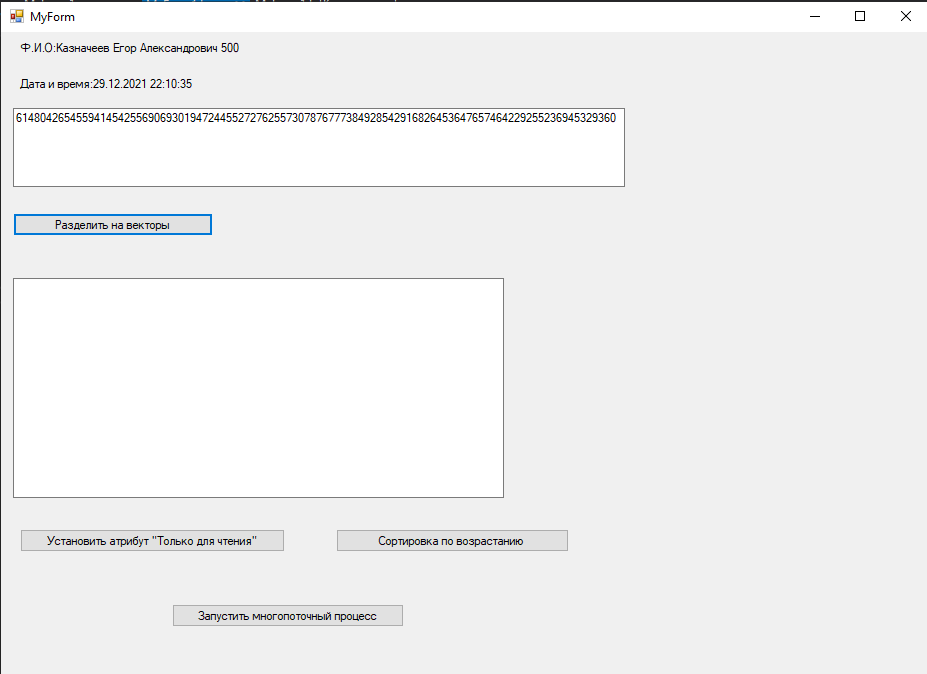 MyForm
Ф.И.О:Казначеев Егор Александрович 500
Дата и время:29.12.2021 22:10:35
6148042654559414542556906930194724455272762557307876777384928542916826453647657464229255236945329360
Разделить на векторы
Установить атрибут "Только для чтения"
Сортировка по возрастанию
Запустить многопоточный процесс